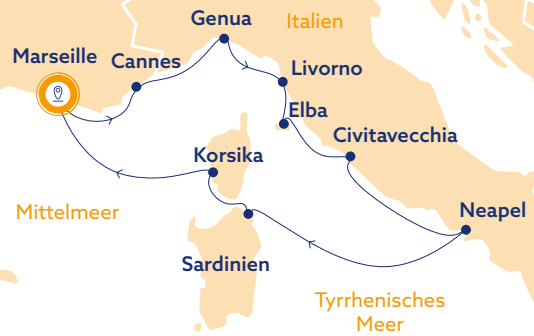 Genua
Italien
Marseille
Cannes
Livorno
Elba
Civitavecchia
Korsika
Mittelmeer
Neapel
Sardinien
Tyrrhenisches
Meer